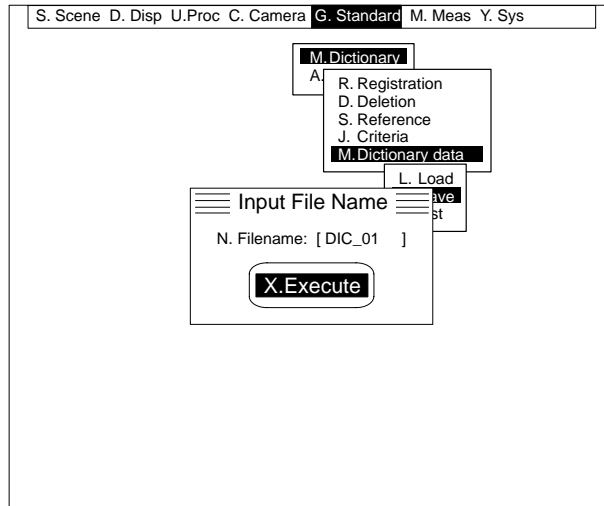 S. Scene D. Disp U.Proc C. Camera G. Standard M. Meas Y. Sys
M.Dictionary
A.
R. Registration
D. Deletion
S. Reference
J. Criteria
M.Dictionary data
L. Load
Input File Name
N. Filename: [ DIC_01 ]
X.Execute